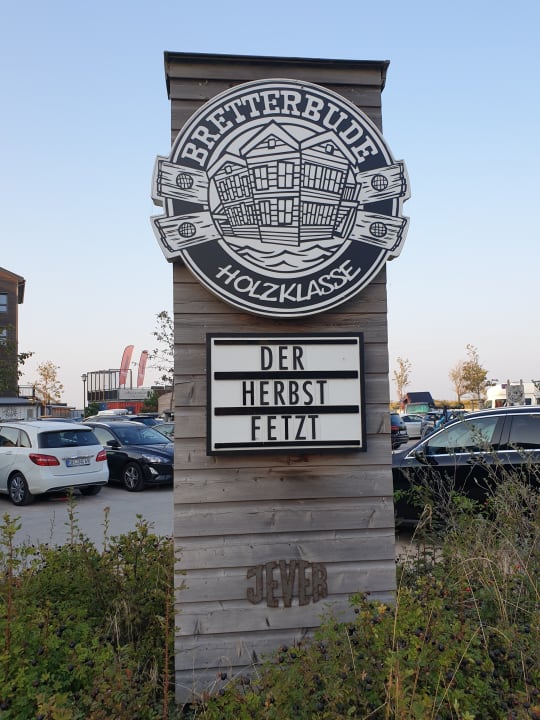 BRETTERBUDE
HOLZKLASSE
DER
HERBST
FETZT
JEVER